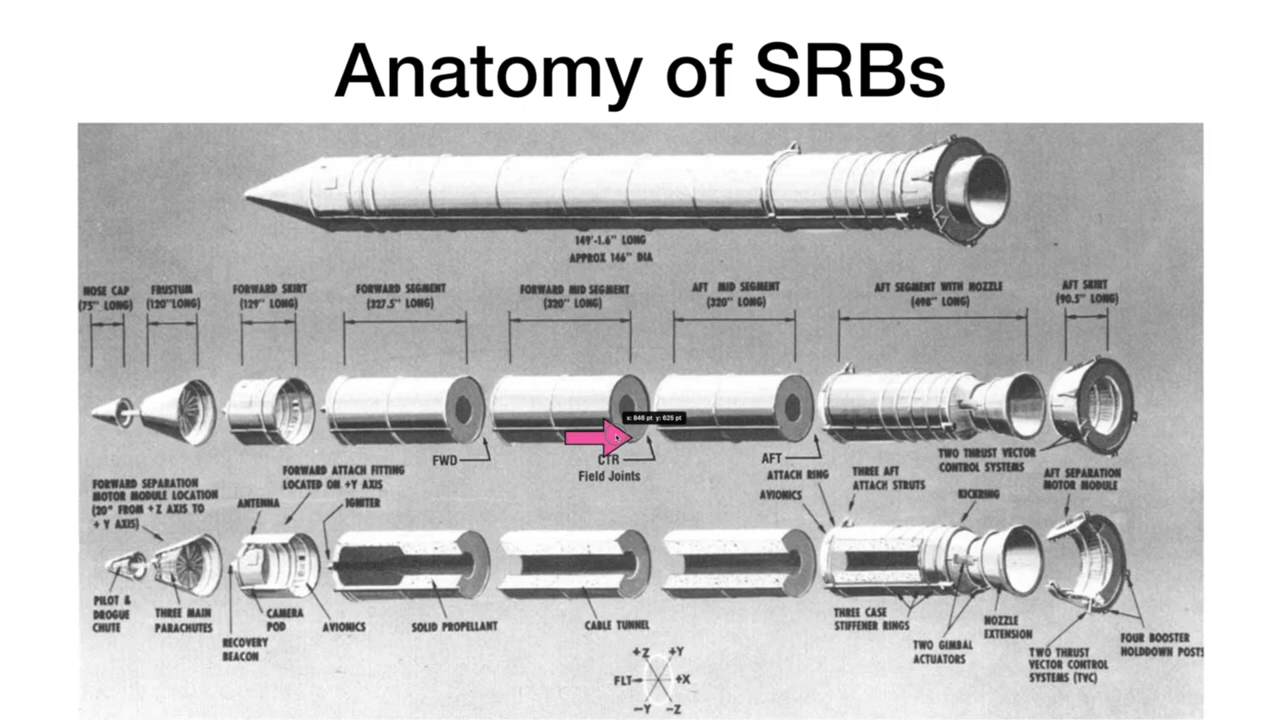 Anatomy of SRBs
149'-1.6" LONG
APPROX 146" DIA
NOSE CAP
(75" LONG)
FRUSTUM
(120"LONG)
FORWARD SKIRT
(129" LONG)
FORWARD SEGMENT
(327.5" LONG)
FORWARD MID SEGMENT
(320" LONG)
AFT MID SEGMENT
(320" LONG)
AFT SEGMENT WITH NOZZLE
(498" LONG)
AFT SKIRT
(90.5" LONG)
x: 846 pt y: 625 pt
FWD
CTR
Field Joints
AFT
TWO THRUST VECTOR
CONTROL SYSTEMS
FORWARD SEPARATION
MOTOR MODULE LOCATION
(20° FROM +Z AXIS TO
+ Y AXIS)
FORWARD ATTACH FITTING
LOCATED ON +Y AXIS
ANTENNA
IGNITER
ATTACH RING
AVIONICS
THREE AFT
ATTACH STRUTS
KICKRING
AFT SEPARATION
MOTOR MODULE
PILOT &
DROGUE
CHUTE
THREE MAIN
PARACHUTES
RECOVERY
BEACON
CAMERA
POD
AVIONICS
SOLID PROPELLANT
CABLE TUNNEL
THREE CASE
STIFFENER RINGS
TWO GIMBAL
ACTUATORS
NOZZLE
EXTENSION
TWO THRUST
VECTOR CONTROL
SYSTEMS (TVC)
FOUR BOOSTER
HOLDDOWN POSTS
+Z +Y
FLT +X
-Y -Z